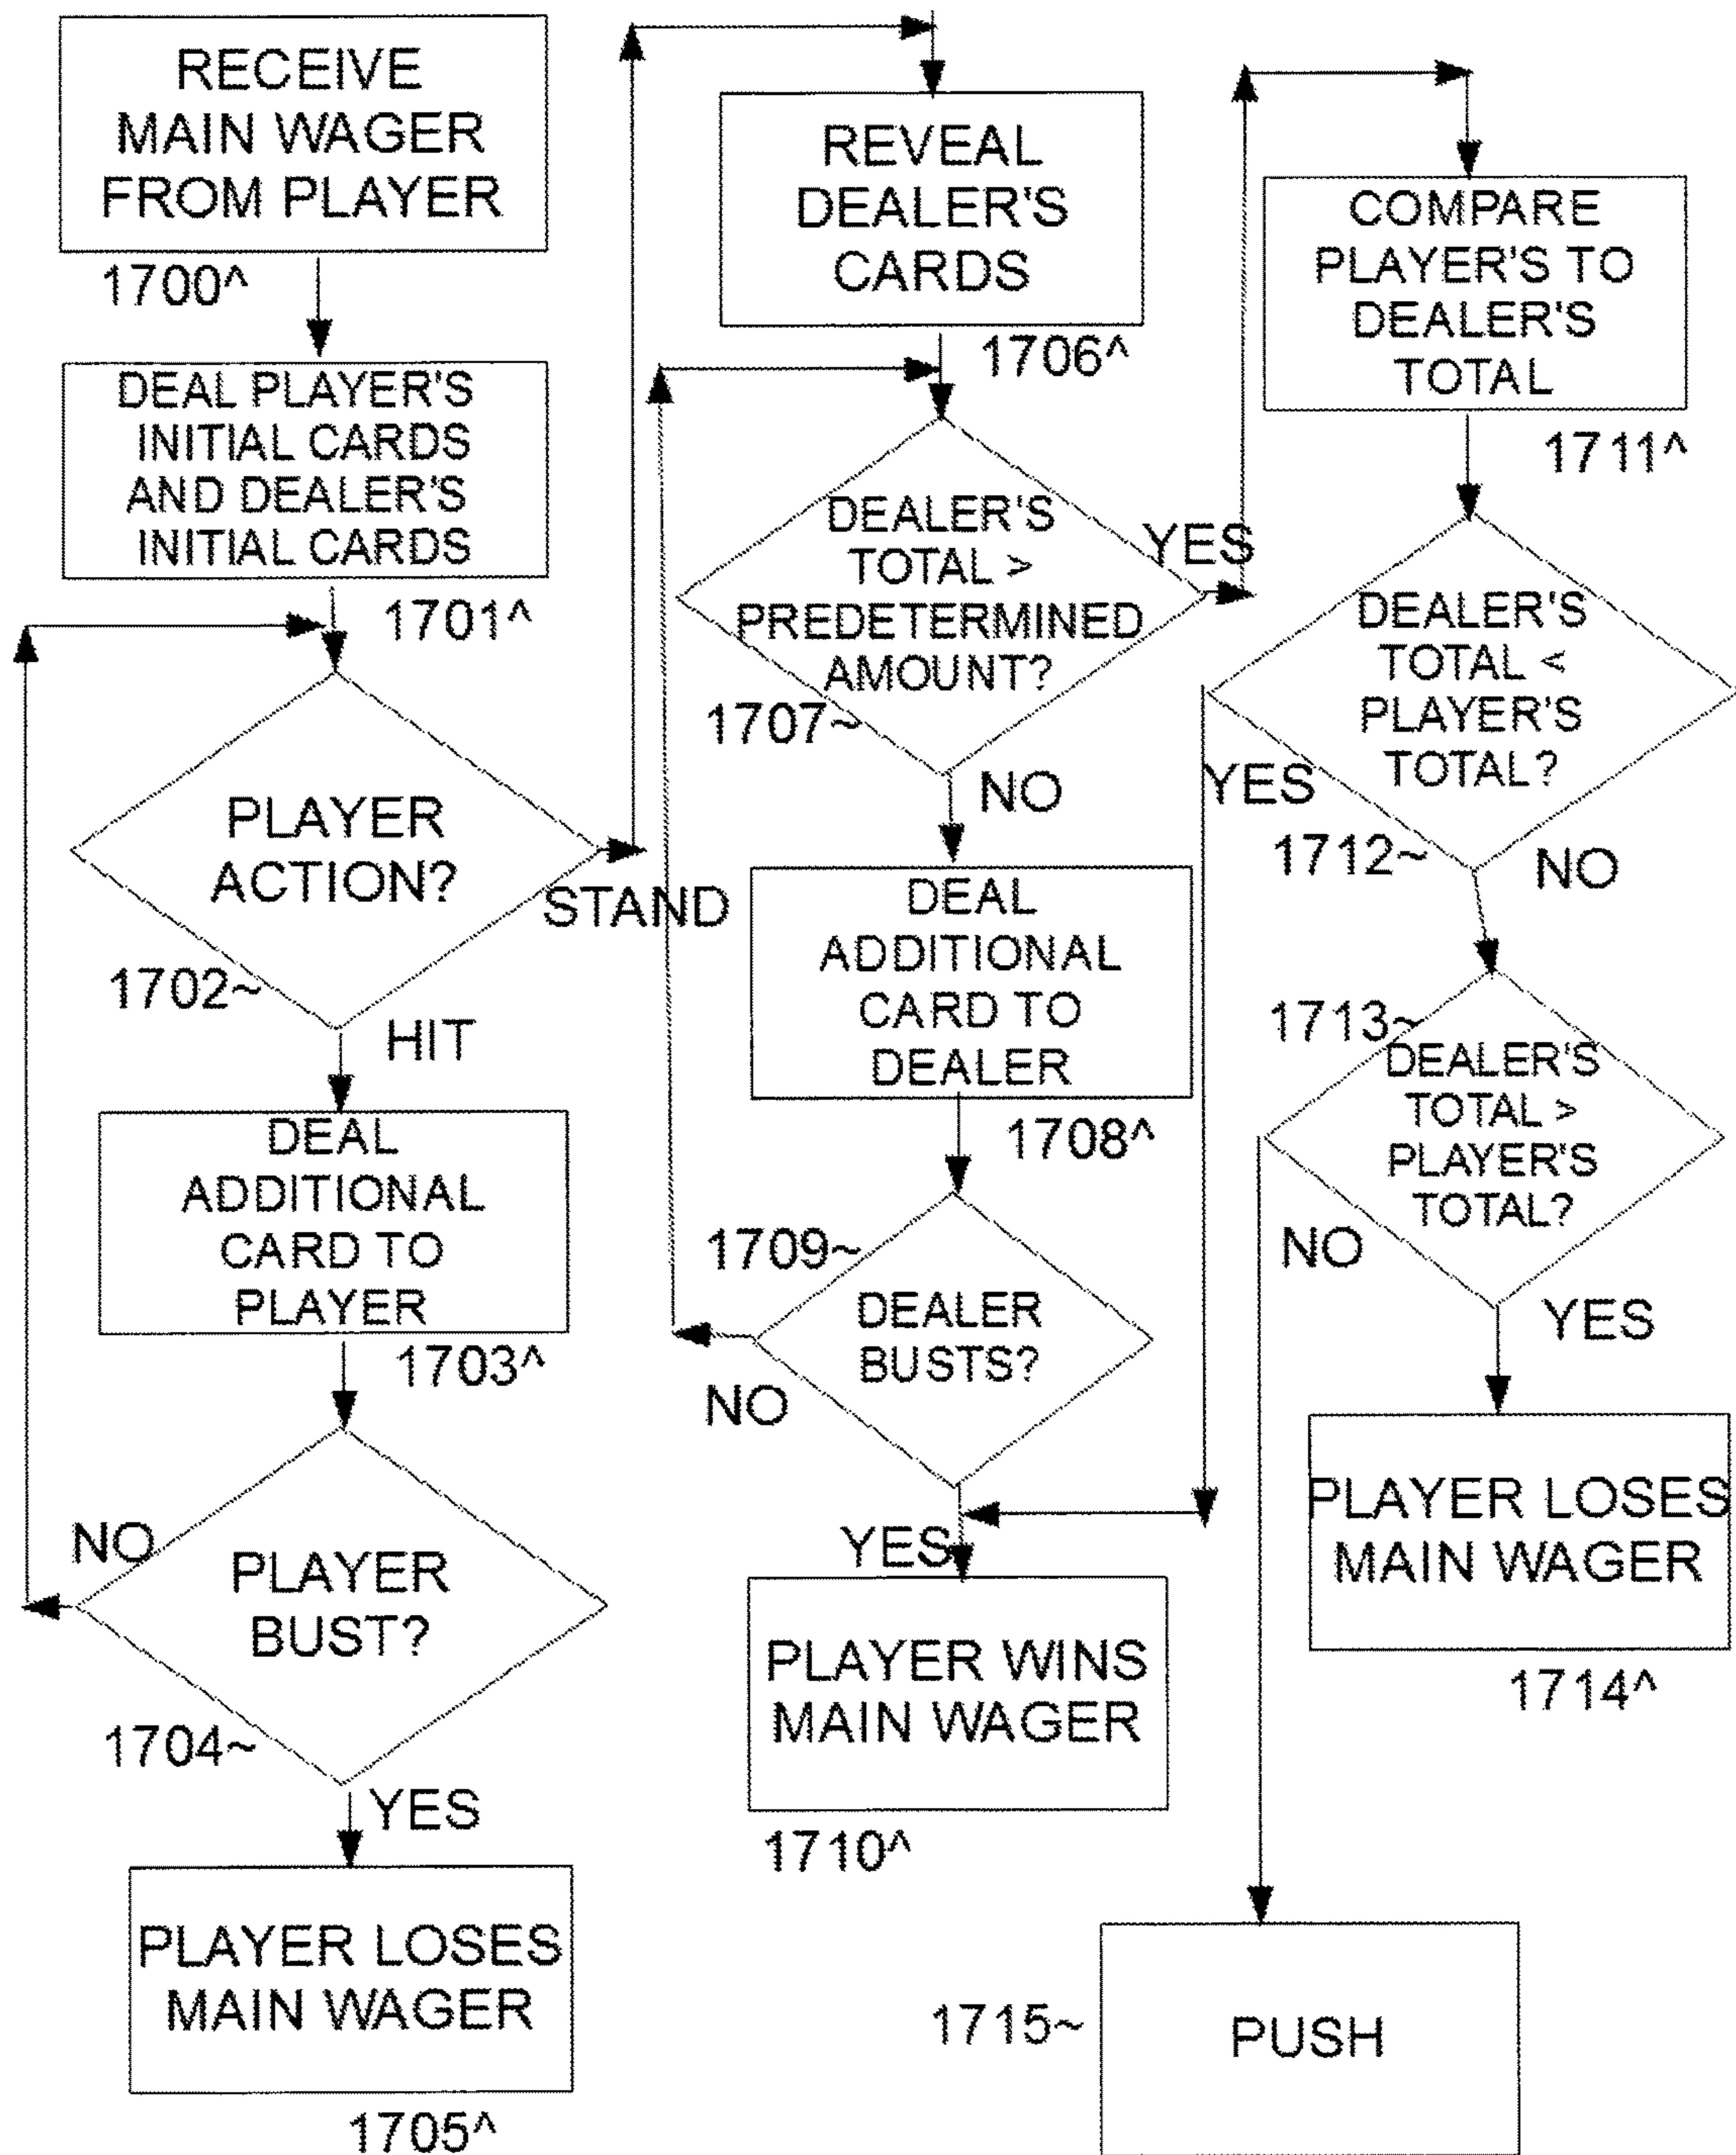 RECEIVE
MAIN WAGER
FROM PLAYER
1700^
DEAL PLAYER'S
INITIAL CARDS
AND DEALER'S
INITIAL CARDS
1701^
PLAYER
ACTION?
STAND
1702~
HIT
DEAL
ADDITIONAL
CARD TO
PLAYER
1703^
NO
PLAYER
BUST?
1704~
YES
PLAYER LOSES
MAIN WAGER
1705^
REVEAL
DEALER'S
CARDS
1706^
DEALER'S
TOTAL >
PREDETERMINED
AMOUNT?
YES
1707~
NO
DEAL
ADDITIONAL
CARD TO
DEALER
1708^
1709~
DEALER
BUSTS?
NO
YES
PLAYER WINS
MAIN WAGER
1710^
COMPARE
PLAYER'S TO
DEALER'S
TOTAL
1711^
DEALER'S
TOTAL <
PLAYER'S
TOTAL?
YES
1712~
NO
1713~
DEALER'S
TOTAL >
PLAYER'S
TOTAL?
NO
YES
PLAYER LOSES
MAIN WAGER
1714^
1715~
PUSH